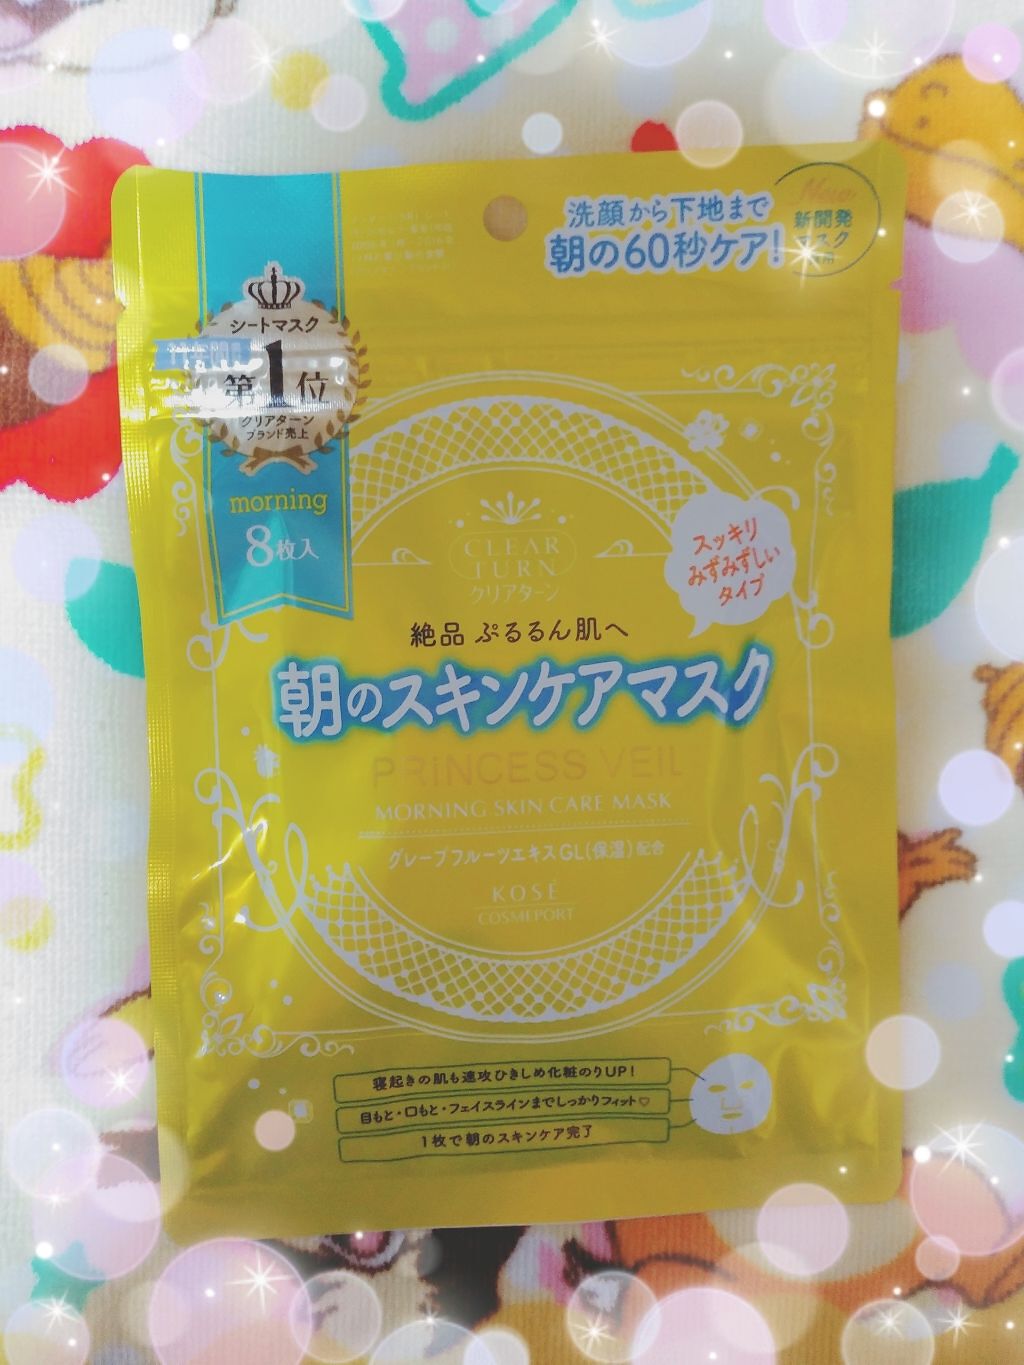 洗顔から下地まで
朝の60秒ケア!
新開発
マスク
シートマスク
第1位
クリアターン
ブランド売上
morning
8枚入
CLEAR
TURN
クリアターン
スッキリ
みずみずしい
タイプ
絶品 ぷるるん肌へ
朝のスキンケアマスク
PRiNCESS VEiL
MORNING SKIN CARE MASK
グレープフルーツエキスGL(保湿)配合
KOSÉ
COSMEPORT
寝起きの肌も速攻ひきしめ化粧のりUP!
目もと・口もと・フェイスラインまでしっかりフィット♡
1枚で朝のスキンケア完了